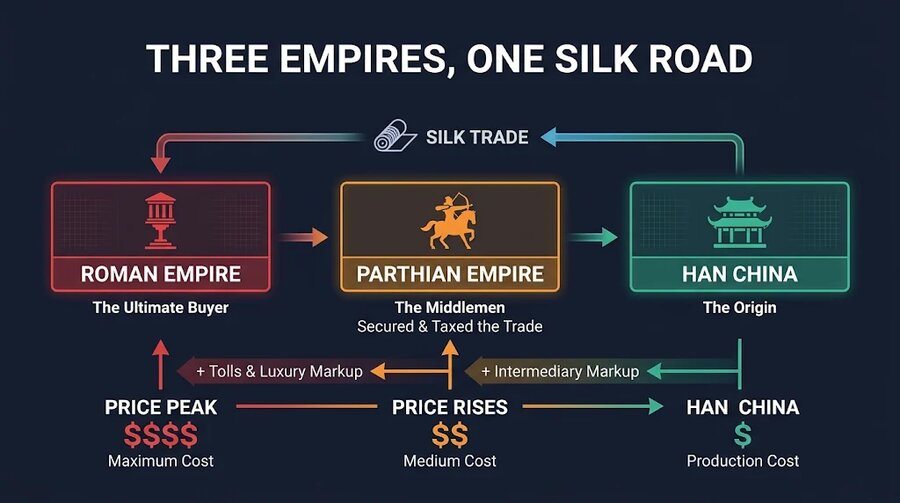 THREE EMPIRES, ONE SILK ROAD
SILK TRADE
ROMAN EMPIRE
The Ultimate Buyer
PARTHIAN EMPIRE
The Middlemen
Secured & Taxed the Trade
HAN CHINA
The Origin
+ Tolls & Luxury Markup
+ Intermediary Markup
PRICE PEAK
$$$$
Maximum Cost
PRICE RISES
$$
Medium Cost
HAN CHINA
$
Production Cost